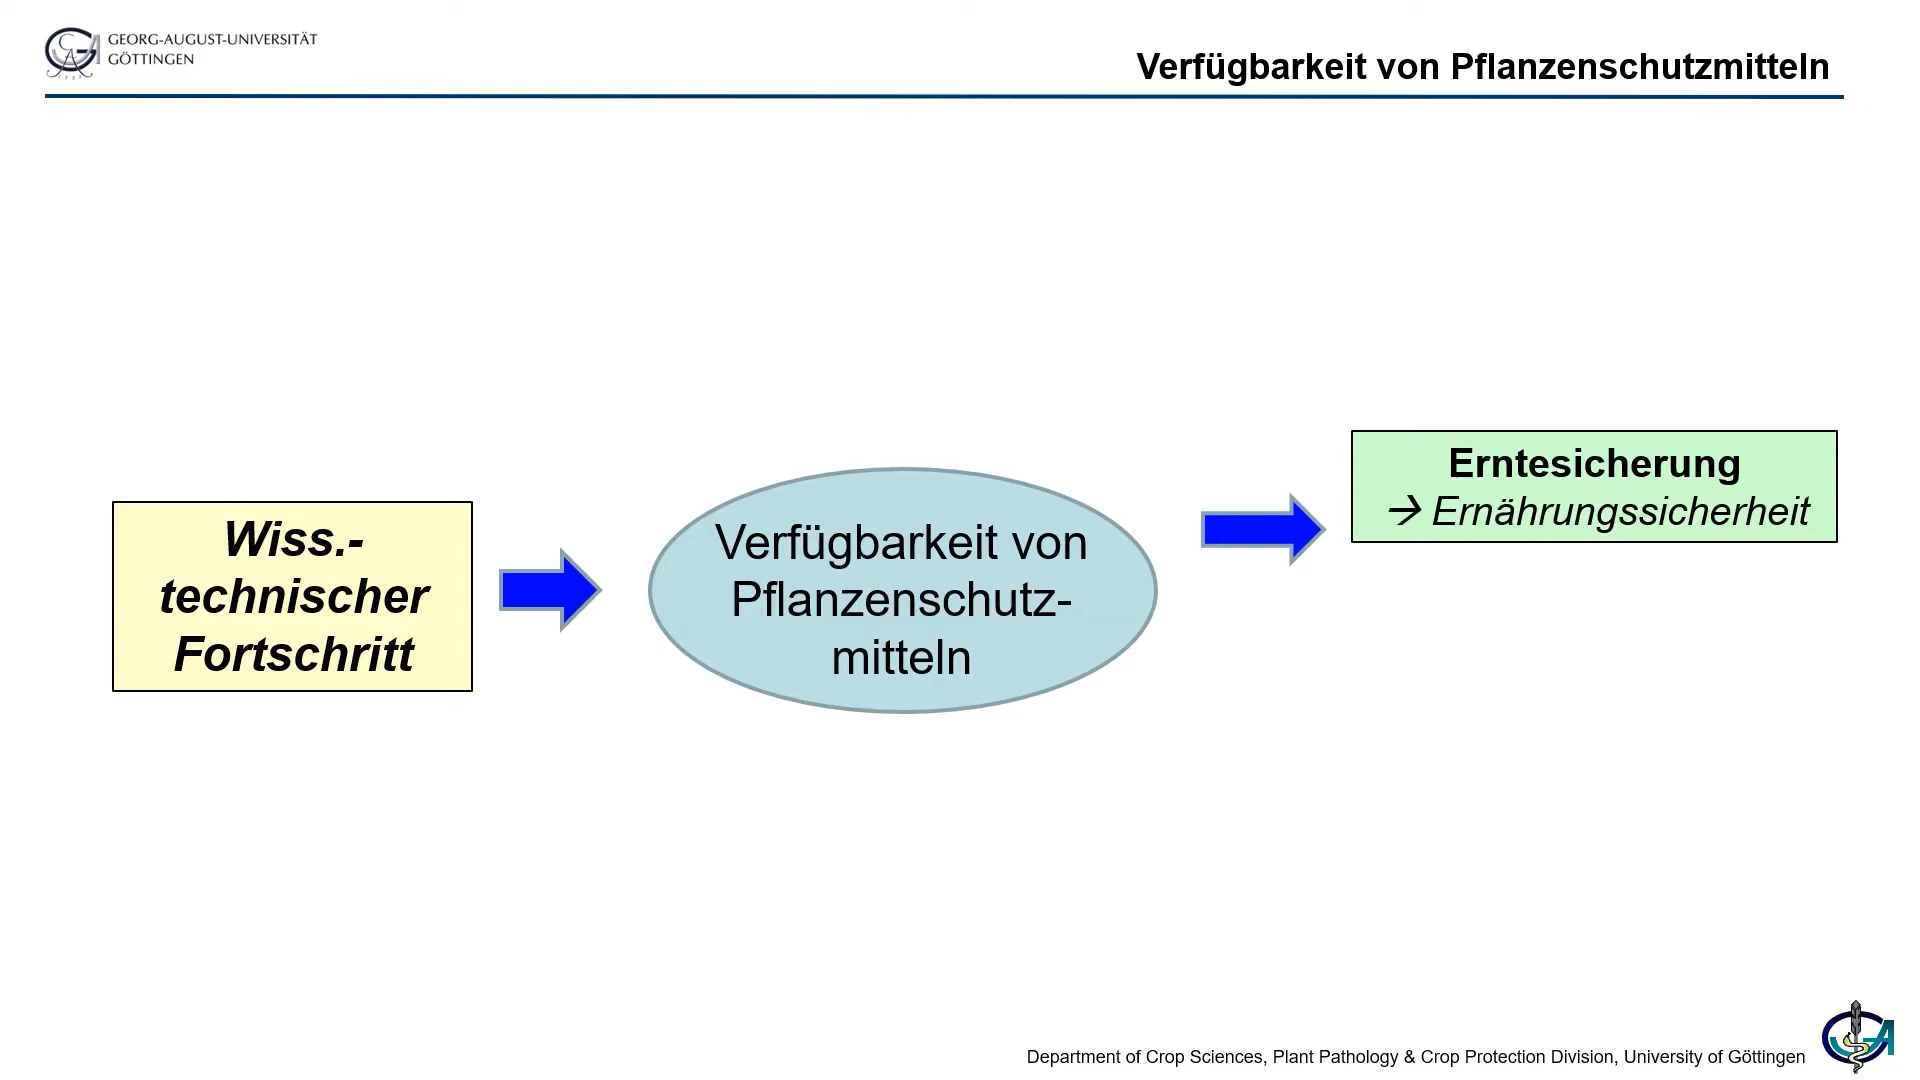 GEORG-AUGUST-UNIVERSITÄT
GÖTTINGEN
Verfügbarkeit von Pflanzenschutzmitteln
Wiss.-
technischer
Fortschritt
Verfügbarkeit von
Pflanzenschutz-
mitteln
Erntesicherung
→ Ernährungssicherheit
Department of Crop Sciences, Plant Pathology & Crop Protection Division, University of Göttingen